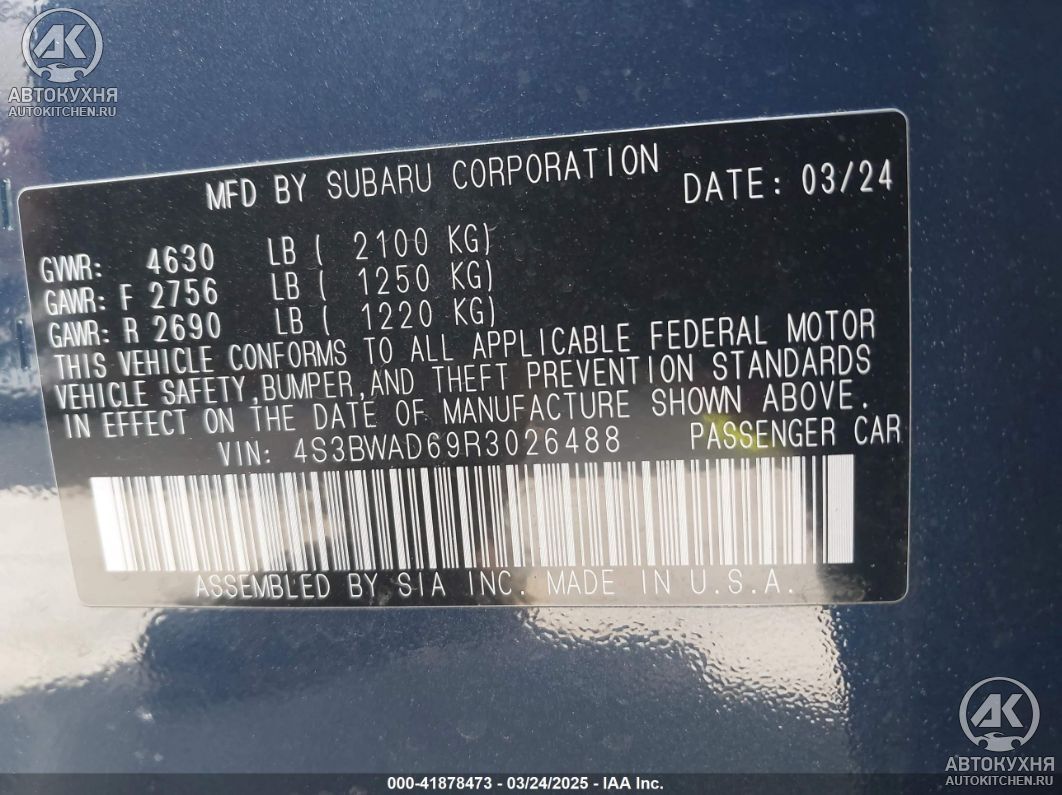 AK
АВТОКУХНЯ
AUTOKITCHEN.RU
MFD BY SUBARU CORPORATION DATE: 03/24
GVWR: 4630 LB ( 2100 KG)
GAWR: F 2756 LB ( 1250 KG)
GAWR: R 2690 LB ( 1220 KG)
THIS VEHICLE CONFORMS TO ALL APPLICABLE FEDERAL MOTOR
VEHICLE SAFETY,BUMPER,AND THEFT PREVENTION STANDARDS
IN EFFECT ON THE DATE OF MANUFACTURE SHOWN ABOVE.
VIN: 4S3BWAD69R3026488 PASSENGER CAR
ASSEMBLED BY SIA INC. MADE IN U.S.A.
AK
АВТОКУХНЯ
AUTOKITCHEN.RU
000-41878473 - 03/24/2025 - IAA Inc.